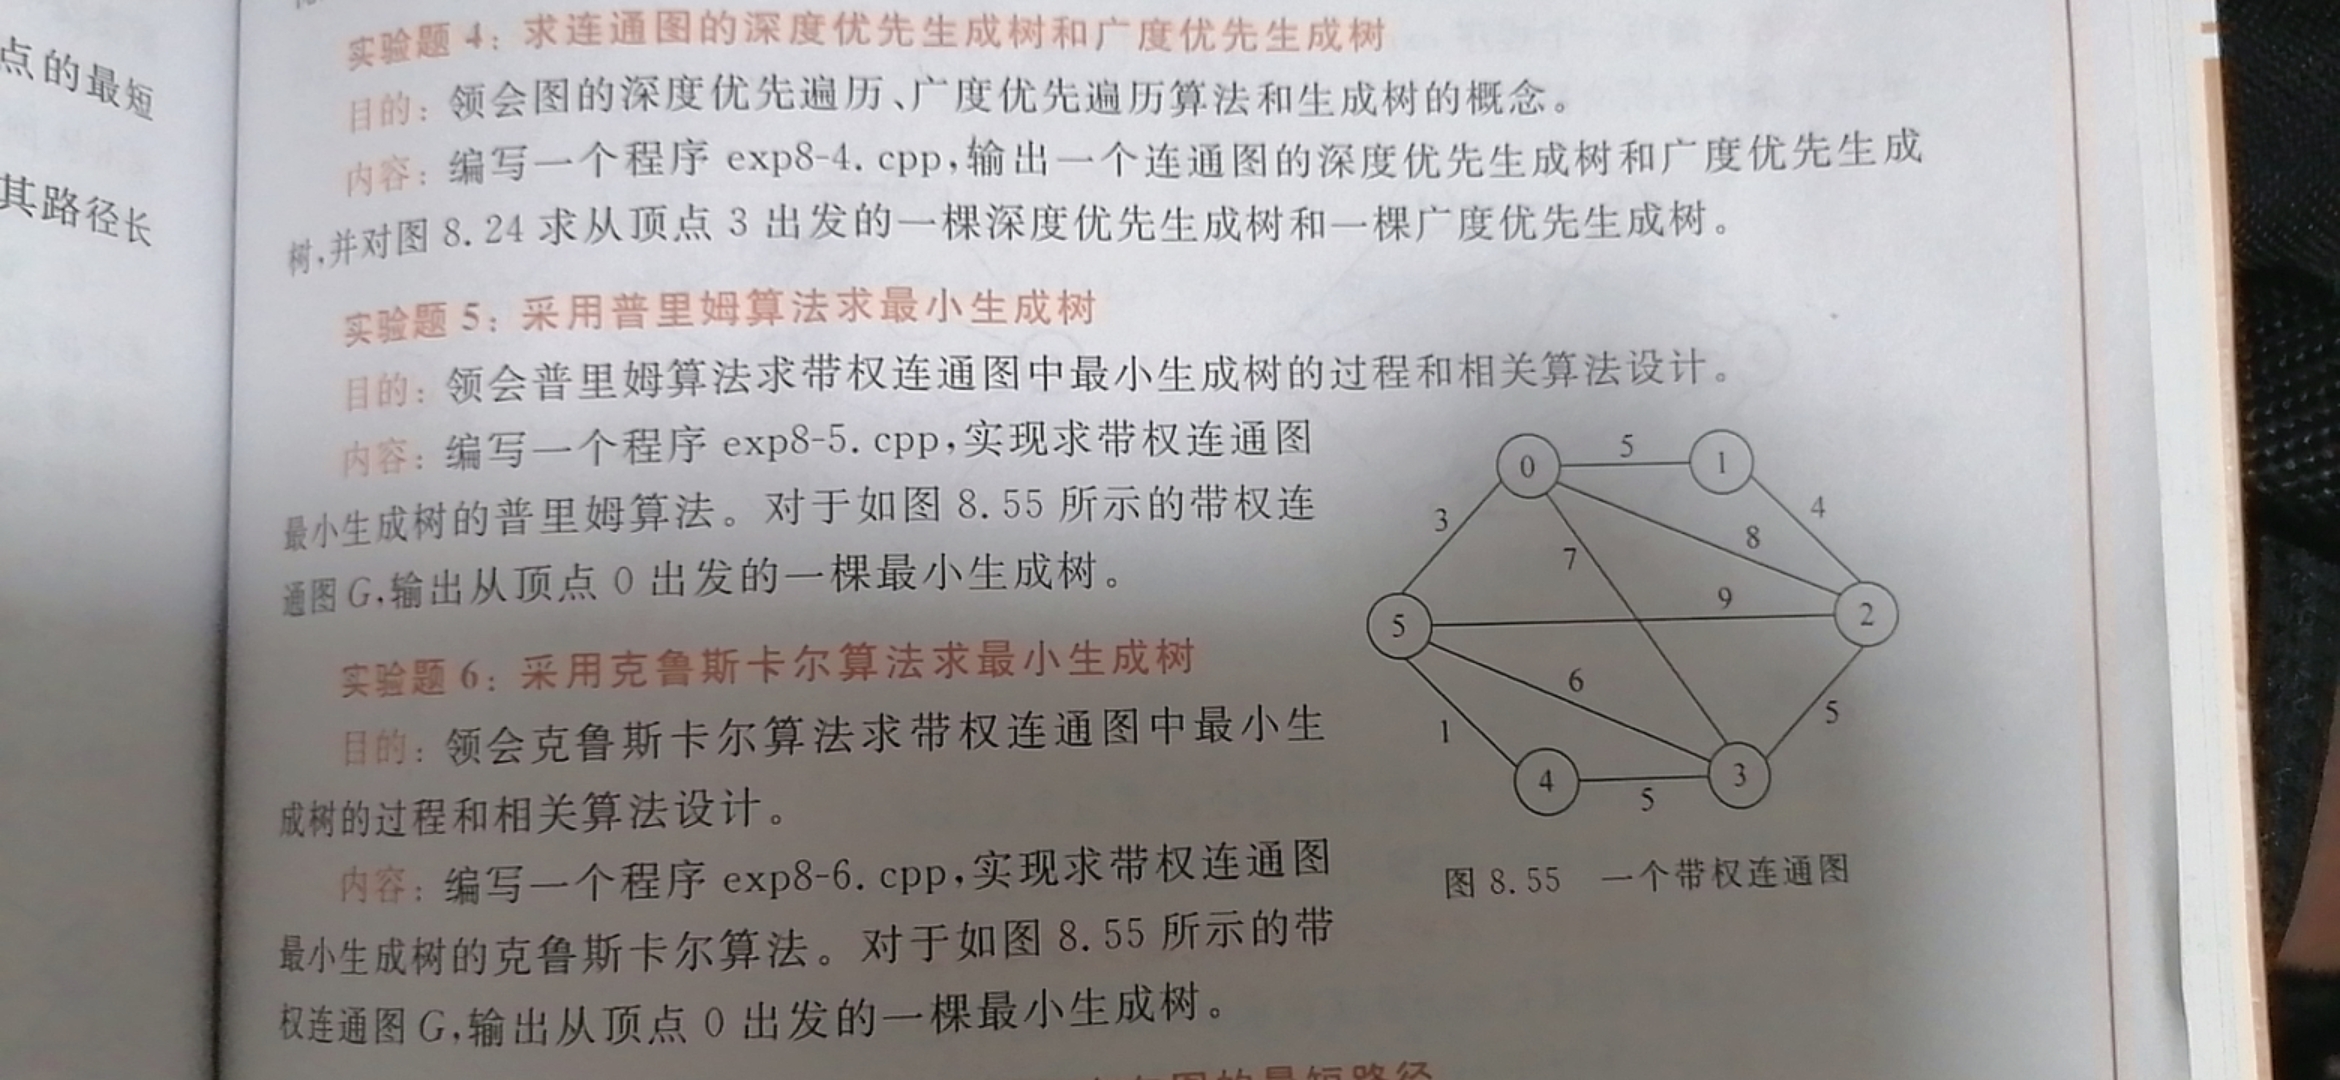 点的最短
其路径长
实验题 4：求连通图的深度优先生成树和广度优先生成树
目的：领会图的深度优先遍历、广度优先遍历算法和生成树的概念。
内容：编写一个程序 exp8-4.cpp,输出一个连通图的深度优先生成树和广度优先生成
树,并对图 8.24 求从顶点 3 出发的一棵深度优先生成树和一棵广度优先生成树。
实验题 5：采用普里姆算法求最小生成树
目的：领会普里姆算法求带权连通图中最小生成树的过程和相关算法设计。
内容：编写一个程序 exp8-5.cpp,实现求带权连通图
最小生成树的普里姆算法。对于如图 8.55 所示的带权连
通图 G,输出从顶点 0 出发的一棵最小生成树。
实验题 6：采用克鲁斯卡尔算法求最小生成树
目的：领会克鲁斯卡尔算法求带权连通图中最小生
成树的过程和相关算法设计。
内容：编写一个程序 exp8-6.cpp,实现求带权连通图
最小生成树的克鲁斯卡尔算法。对于如图 8.55 所示的带
权连通图 G,输出从顶点 0 出发的一棵最小生成树。
0 5 1
3 4
8
7
9
5 2
6
1 5
4 3
5
图 8.55 一个带权连通图
图的最短路径